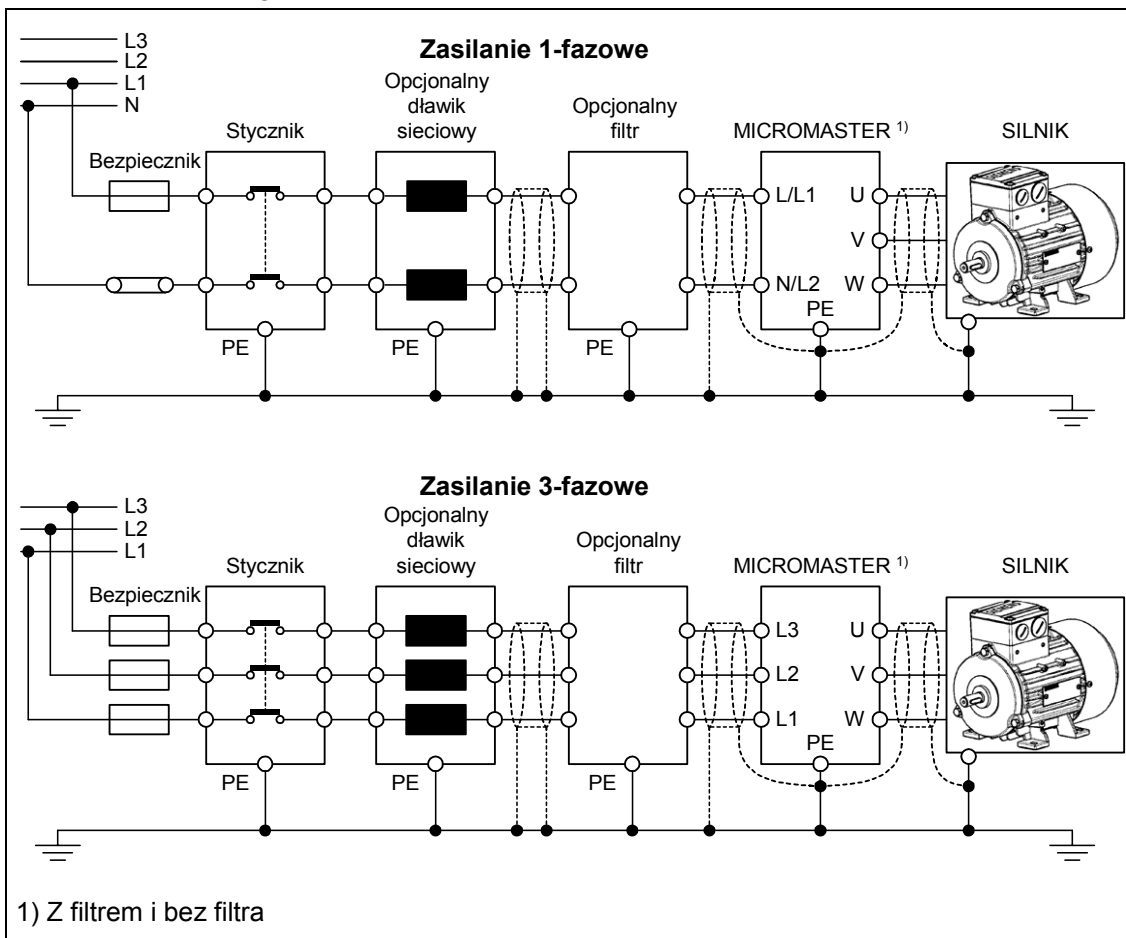 L3
L2
L1
N
Zasilanie 1-fazowe
Bezpiecznik
Stycznik
Opcjonalny
dławik
sieciowy
Opcjonalny
filtr
MICROMASTER 1)
SILNIK
L/L1
U
V
N/L2
W
PE
PE
PE
PE
Zasilanie 3-fazowe
L3
L2
L1
Bezpiecznik
Stycznik
Opcjonalny
dławik
sieciowy
Opcjonalny
filtr
MICROMASTER 1)
SILNIK
L3
U
L2
V
L1
W
PE
PE
PE
PE
1) Z filtrem i bez filtra